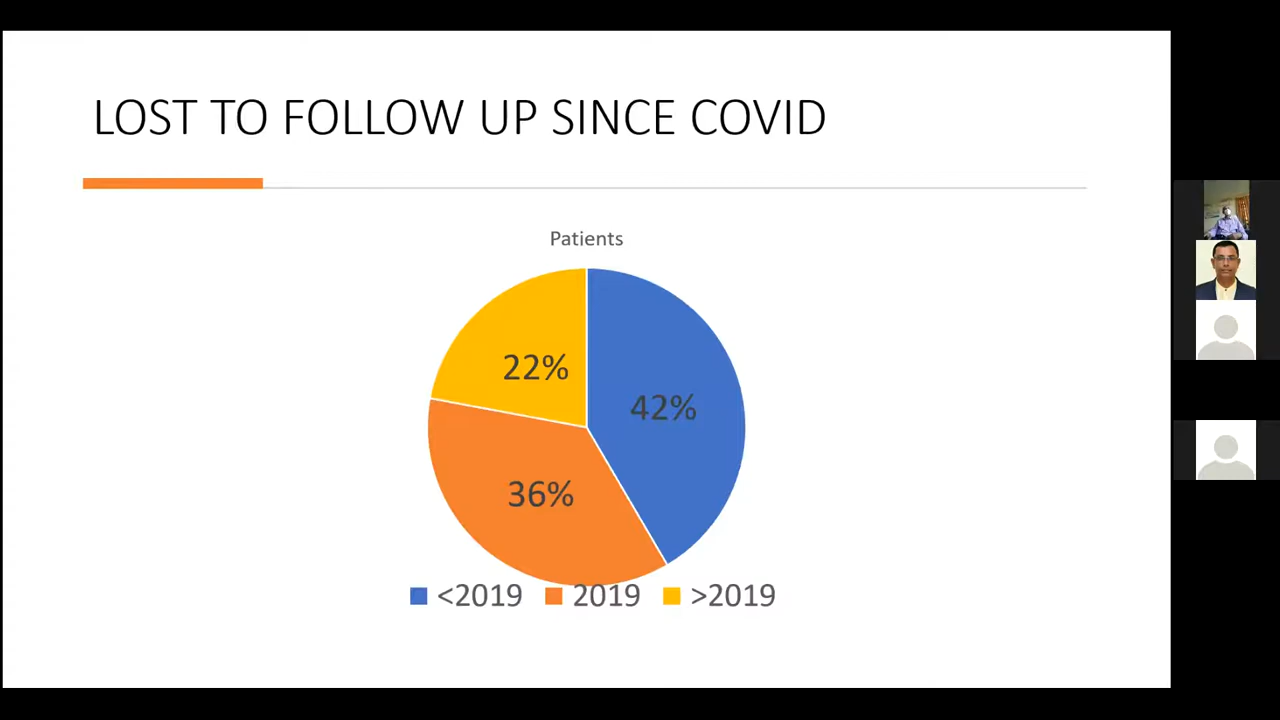 LOST TO FOLLOW UP SINCE COVID
Patients
22%
42%
36%
<2019 2019 >2019